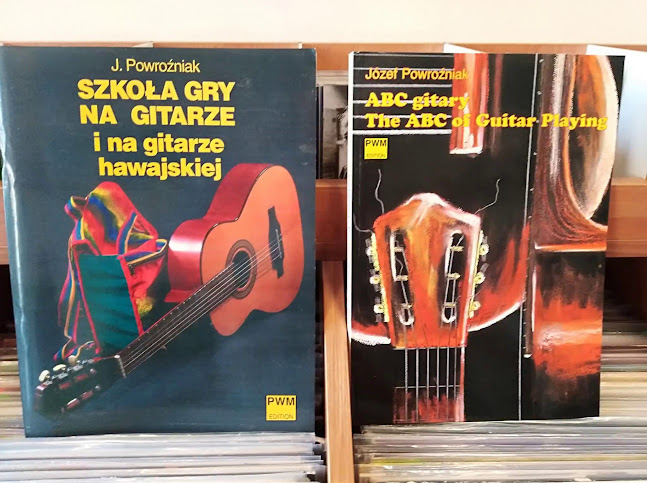 J. Powroźniak
SZKOŁA GRY
NA GITARZE
i na gitarze
hawajskiej
PWM
EDITION
Józef Powroźniak
ABC gitary
The ABC of Guitar Playing
PWM
EDITION